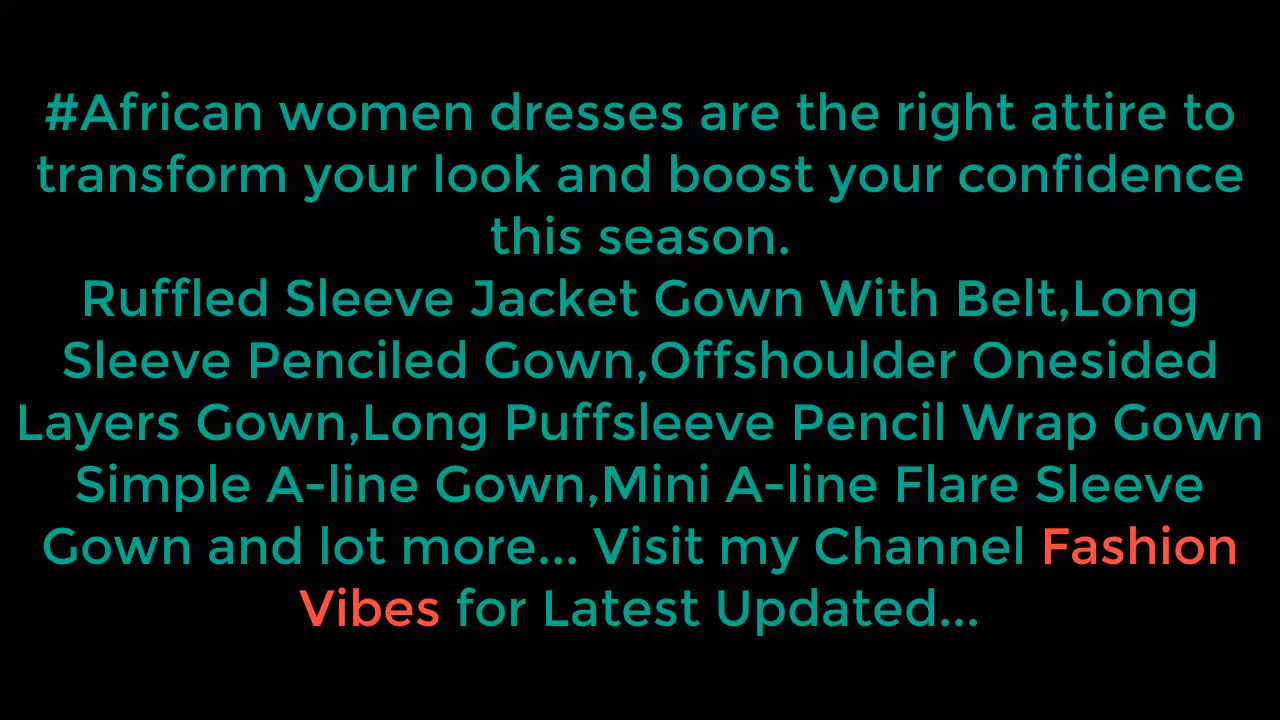 #African women dresses are the right attire to
transform your look and boost your confidence
this season.
Ruffled Sleeve Jacket Gown With Belt,Long
Sleeve Penciled Gown,Offshoulder Onesided
Layers Gown,Long Puffsleeve Pencil Wrap Gown
Simple A-line Gown,Mini A-line Flare Sleeve
Gown and lot more... Visit my Channel Fashion
Vibes for Latest Updated...